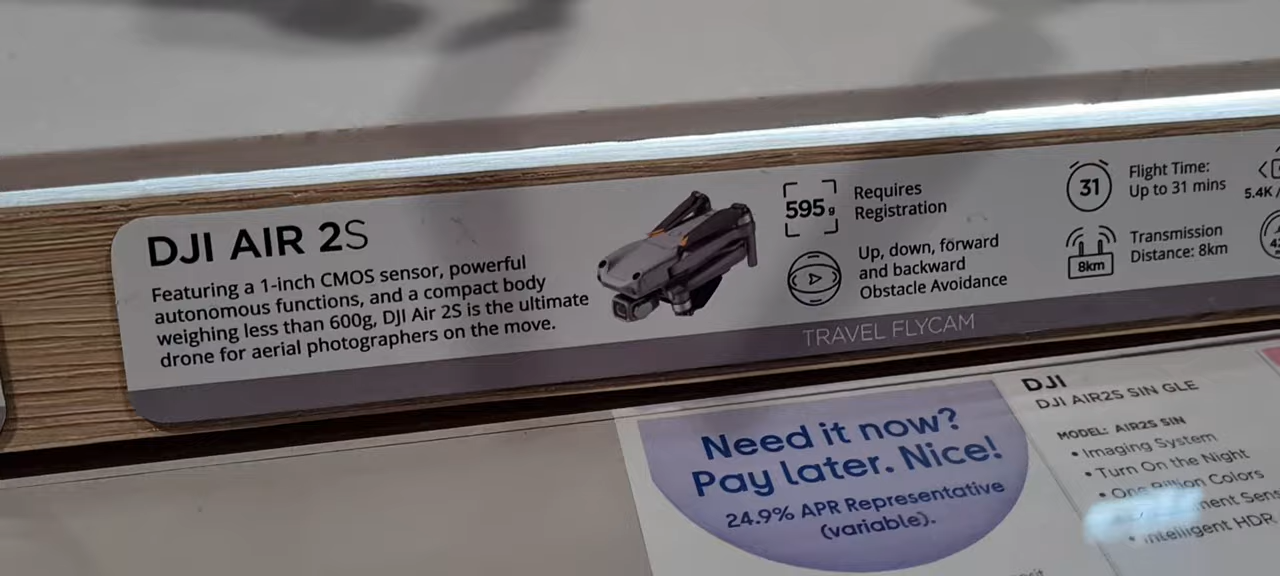 DJI AIR 2S
Featuring a 1-inch CMOS sensor, powerful
autonomous functions, and a compact body
weighing less than 600g, DJI Air 2S is the ultimate
drone for aerial photographers on the move.
595g
Requires
Registration
Up, down, forward
and backward
Obstacle Avoidance
31
Flight Time:
Up to 31 mins
8km
Transmission
Distance: 8km
5.4K /
TRAVEL FLYCAM
Need it now?
Pay later. Nice!
24.9% APR Representative
(variable).
DJI
DJI AIR2S SIN GLE
MODEL: AIR2S SIN
• Imaging System
• Turn On the Night
• One Billion Colors
• Intelligent HDR